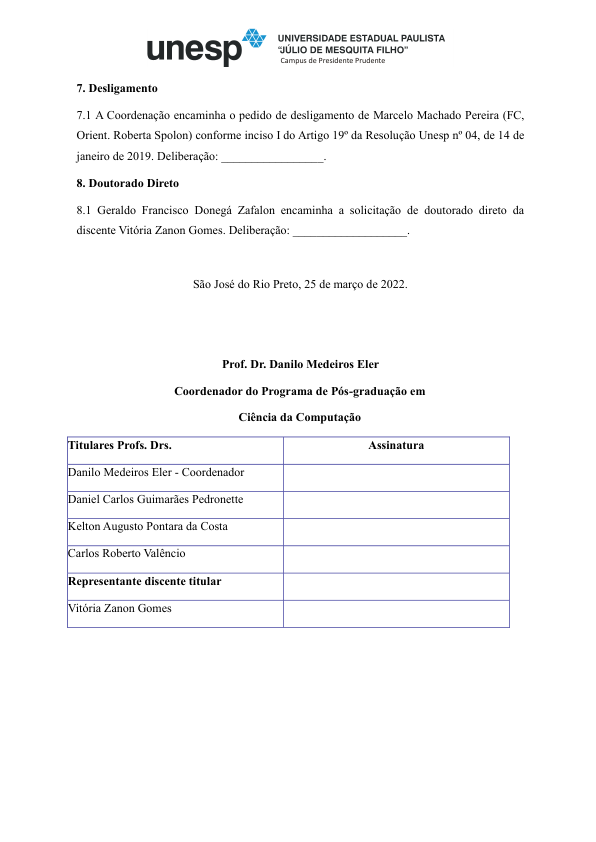 unesp
UNIVERSIDADE ESTADUAL PAULISTA
"JÚLIO DE MESQUITA FILHO"
Campus de Presidente Prudente
7. Desligamento
7.1 A Coordenação encaminha o pedido de desligamento de Marcelo Machado Pereira (FC,
Orient. Roberta Spolon) conforme inciso I do Artigo 19º da Resolução Unesp nº 04, de 14 de
janeiro de 2019. Deliberação: _________________.
8. Doutorado Direto
8.1 Geraldo Francisco Donegá Zafalon encaminha a solicitação de doutorado direto da
discente Vitória Zanon Gomes. Deliberação: ___________________.
São José do Rio Preto, 25 de março de 2022.
Prof. Dr. Danilo Medeiros Eler
Coordenador do Programa de Pós-graduação em
Ciência da Computação
Titulares Profs. Drs. Assinatura
Danilo Medeiros Eler - Coordenador
Daniel Carlos Guimarães Pedronette
Kelton Augusto Pontara da Costa
Carlos Roberto Valêncio
Representante discente titular
Vitória Zanon Gomes